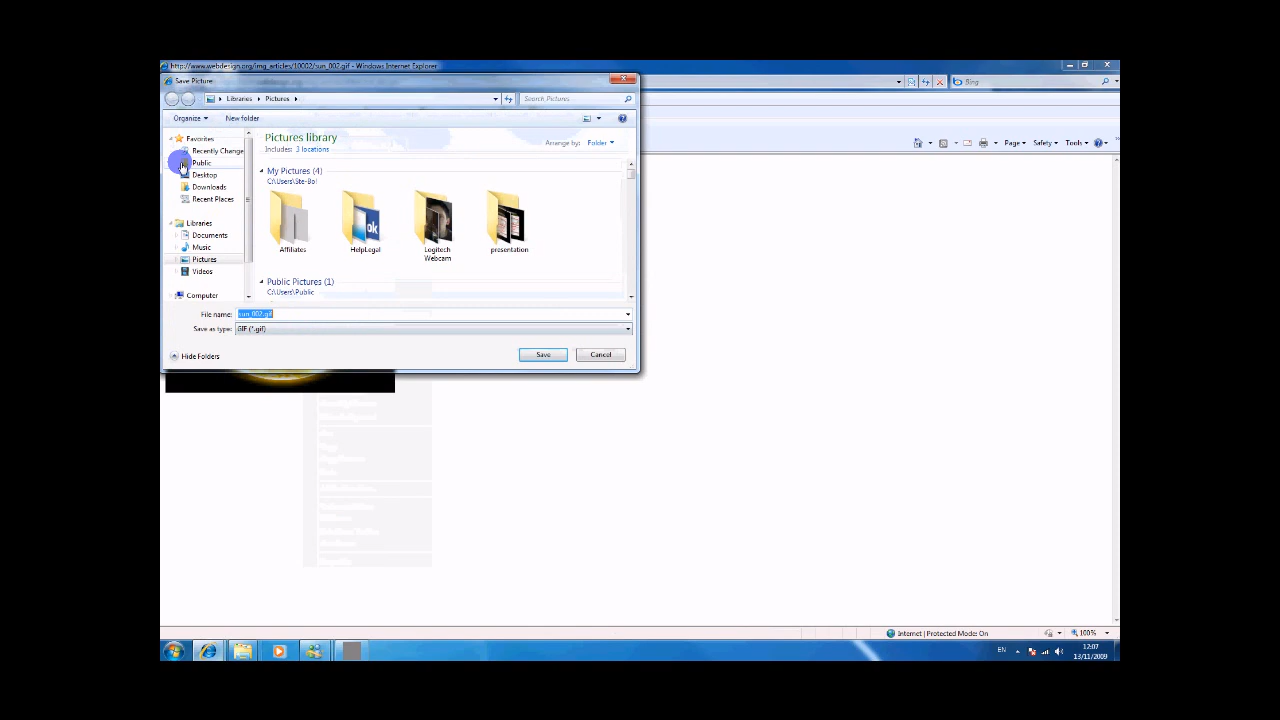 http://www.webdesign.org/img_articles/10002/sun_002.gif - Windows Internet Explorer
Save Picture
Bing
Libraries
Pictures
Search Pictures
Organize
New folder
Page
Safety
Tools
Favorites
Recently Change
Public
Desktop
Downloads
Recent Places
Libraries
Documents
Music
Pictures
Videos
Computer
Pictures library
Includes: 3 locations
Arrange by: Folder
My Pictures (4)
C:\Users\Ste-Bo!
Affiliates
HelpLegal
Logitech
Webcam
presentation
Public Pictures (1)
C:\Users\Public
File name: sun_002.gif
Save as type: GIF (*.gif)
Hide Folders
Save
Cancel
Internet | Protected Mode: On
100%
EN
12:07
13/11/2009